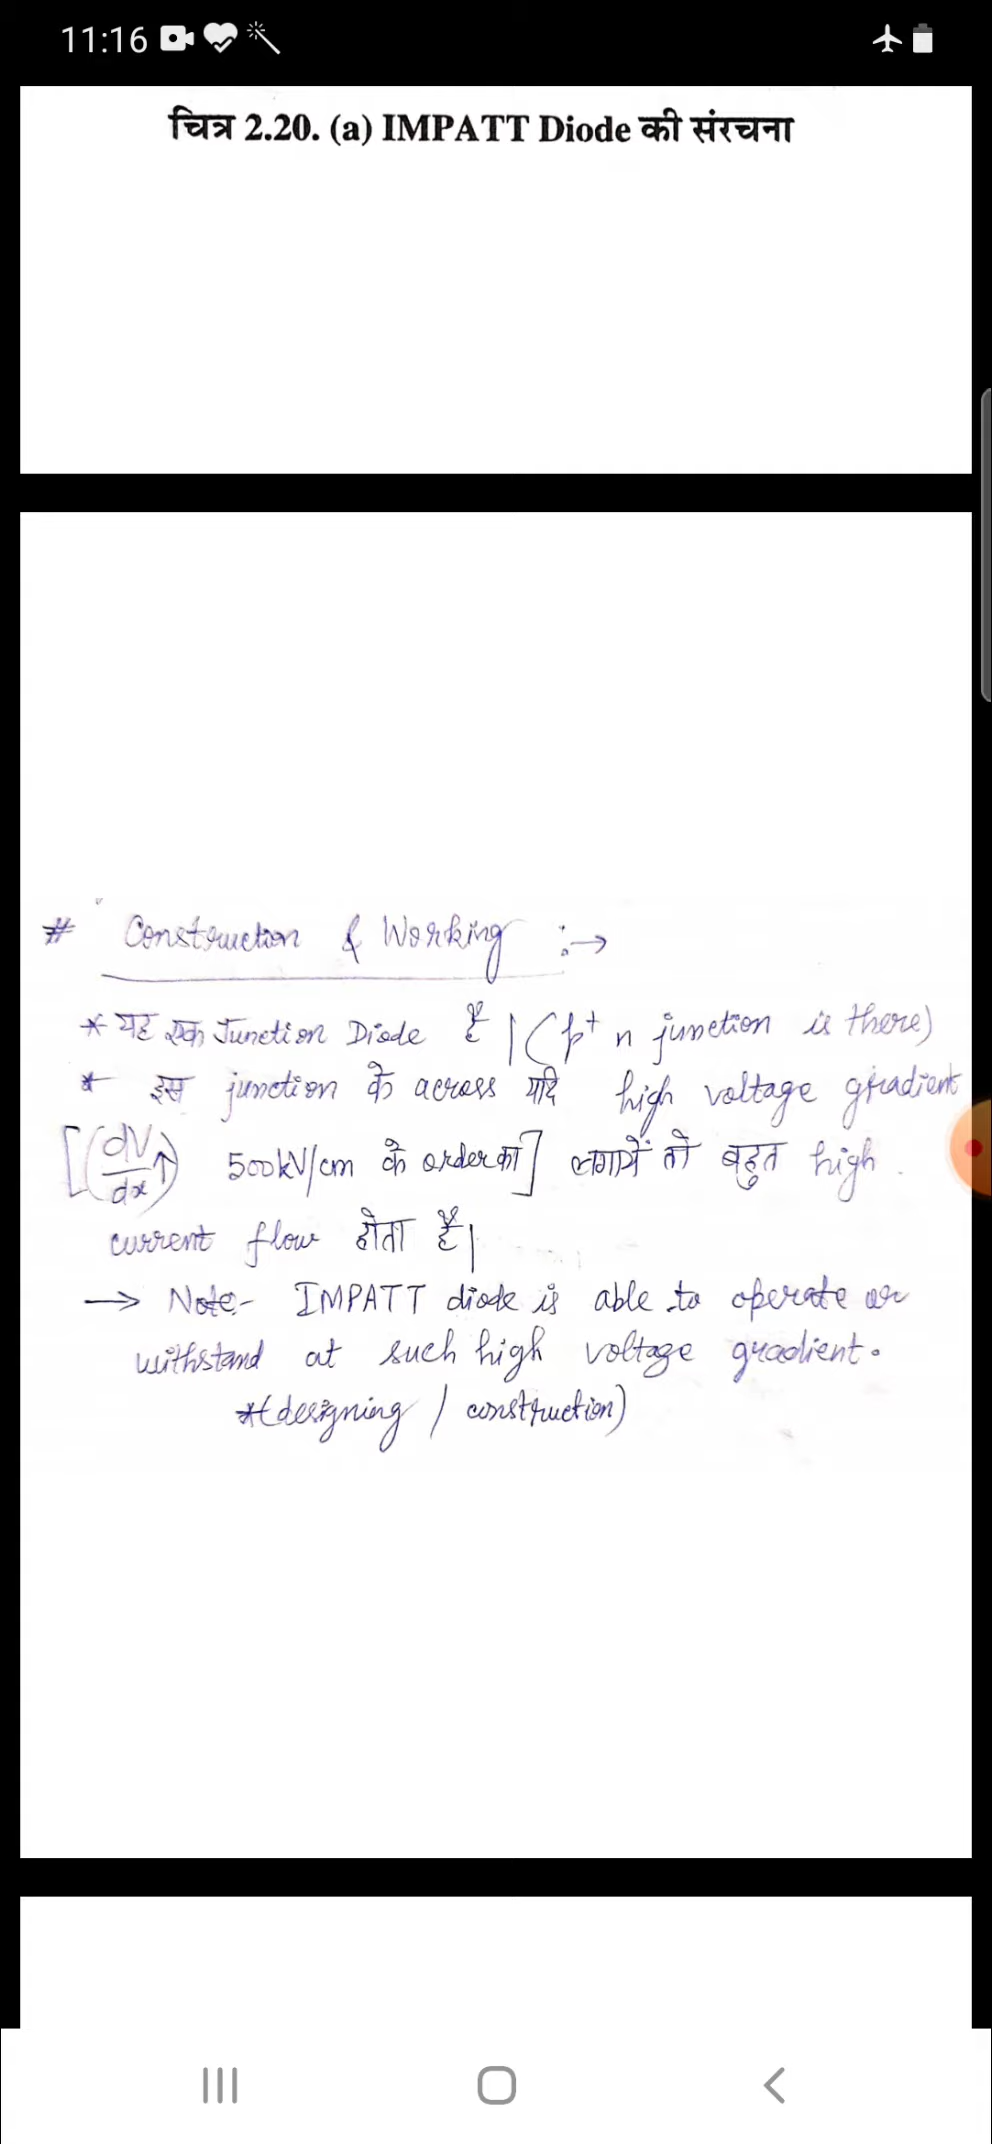 11:16
चित्र 2.20. (a) IMPATT Diode की संरचना
# Construction & Working :→
* यह एक Junction Diode है | (p+ n junction is there)
* इस junction के across यदि high voltage gradient
[(dV/dx↑) 500kV/cm के order का] लगायें तो बहुत high
current flow होता है|
→ Note:- IMPATT diode is able to operate or
withstand at such high voltage gradient.
*(designing / construction)